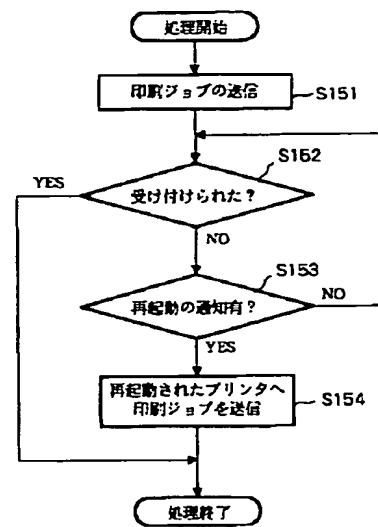 処理開始
印刷ジョブの送信
S151
S152
YES
受け付けられた？
NO
S153
再起動の通知有？
NO
YES
再起動されたプリンタへ
印刷ジョブを送信
S154
処理終了